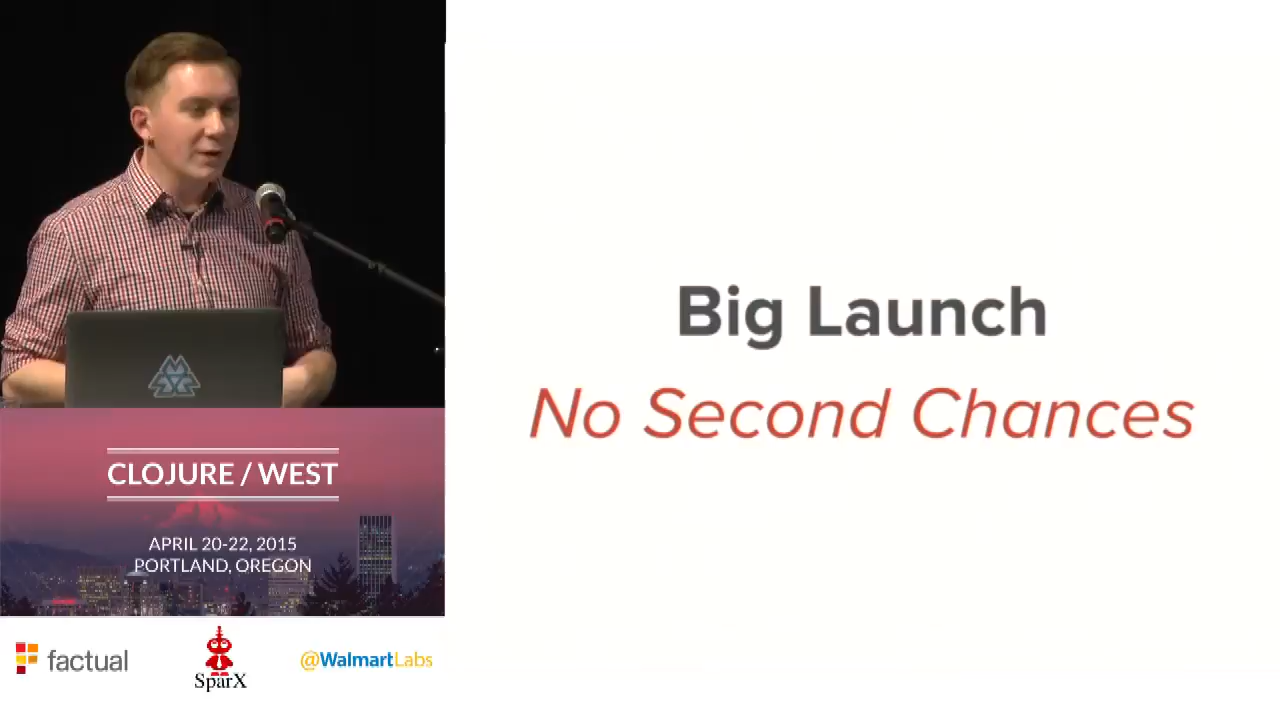 Big Launch
No Second Chances
CLOJURE / WEST
APRIL 20-22, 2015
PORTLAND, OREGON
factual
SparX
@WalmartLabs